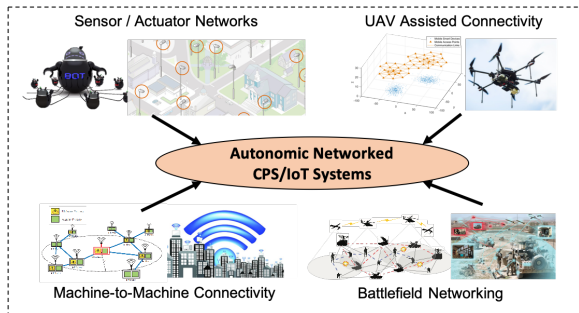 Sensor / Actuator Networks
UAV Assisted Connectivity
Autonomic Networked
CPS/IoT Systems
Machine-to-Machine Connectivity
Battlefield Networking